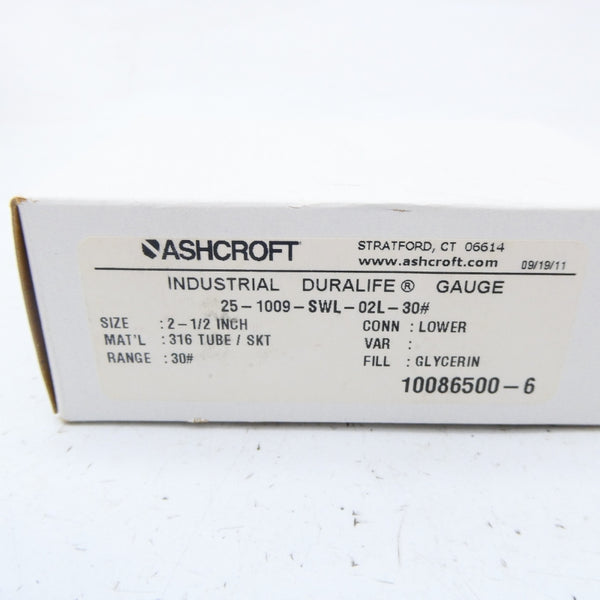 ASHCROFT STRATFORD, CT 06614
www.ashcroft.com 09/19/11
INDUSTRIAL DURALIFE® GAUGE
25-1009-SWL-02L-30#
SIZE : 2-1/2 INCH CONN : LOWER
MAT'L : 316 TUBE / SKT VAR :
RANGE : 30# FILL : GLYCERIN
10086500-6